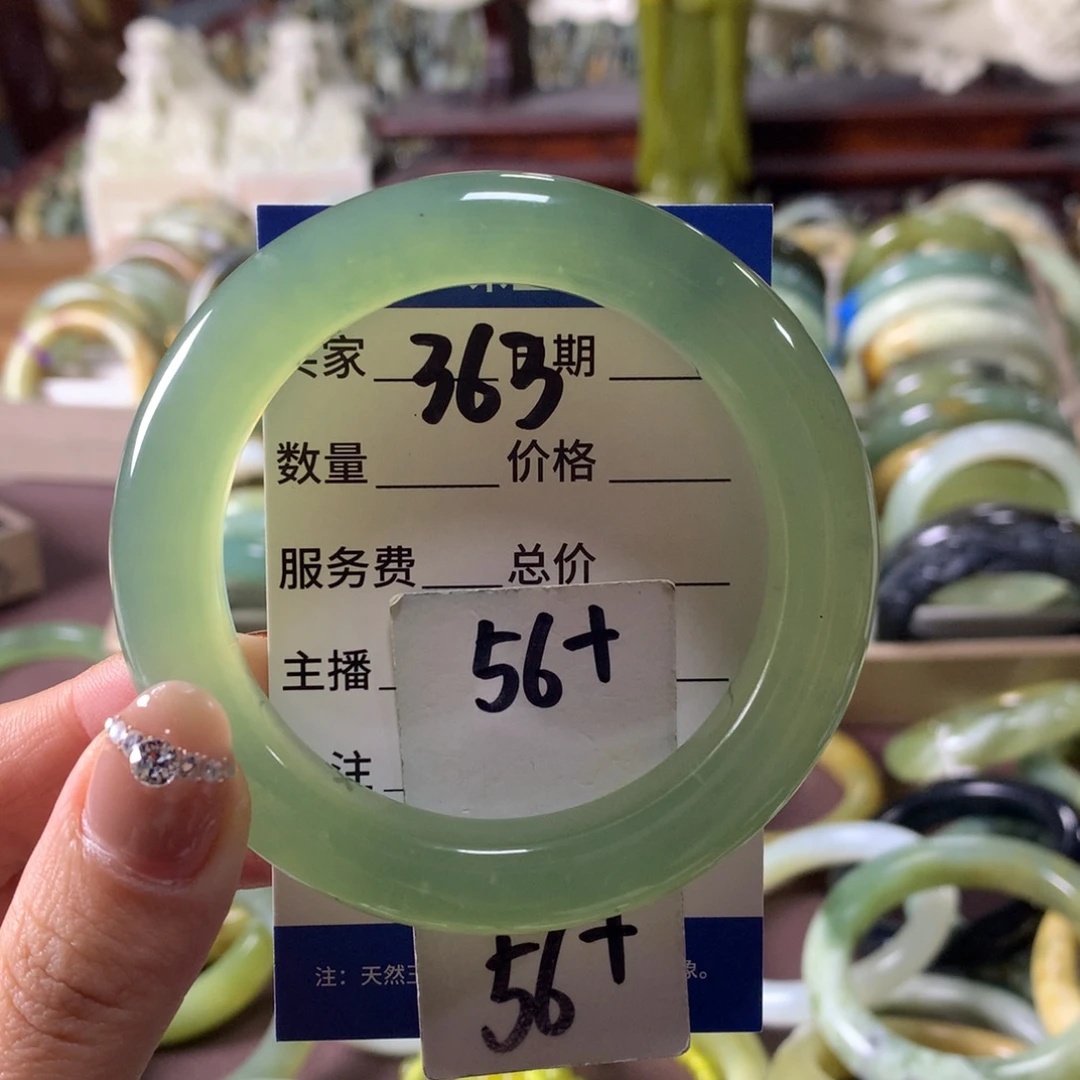 家 363 期
数量 价格
服务费 总价
主播
56+
注
56+
注：天然 。